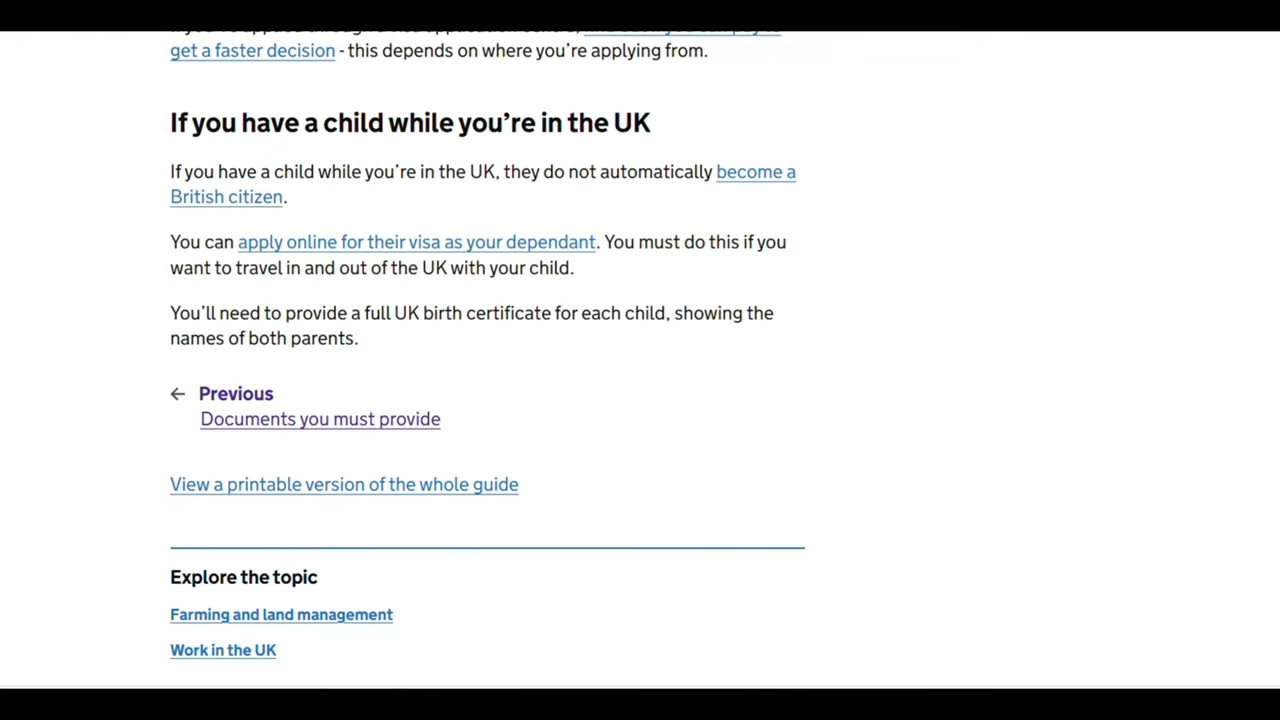 get a faster decision - this depends on where you're applying from.
If you have a child while you're in the UK
If you have a child while you're in the UK, they do not automatically become a
British citizen.
You can apply online for their visa as your dependant. You must do this if you
want to travel in and out of the UK with your child.
You'll need to provide a full UK birth certificate for each child, showing the
names of both parents.
← Previous
Documents you must provide
View a printable version of the whole guide
Explore the topic
Farming and land management
Work in the UK